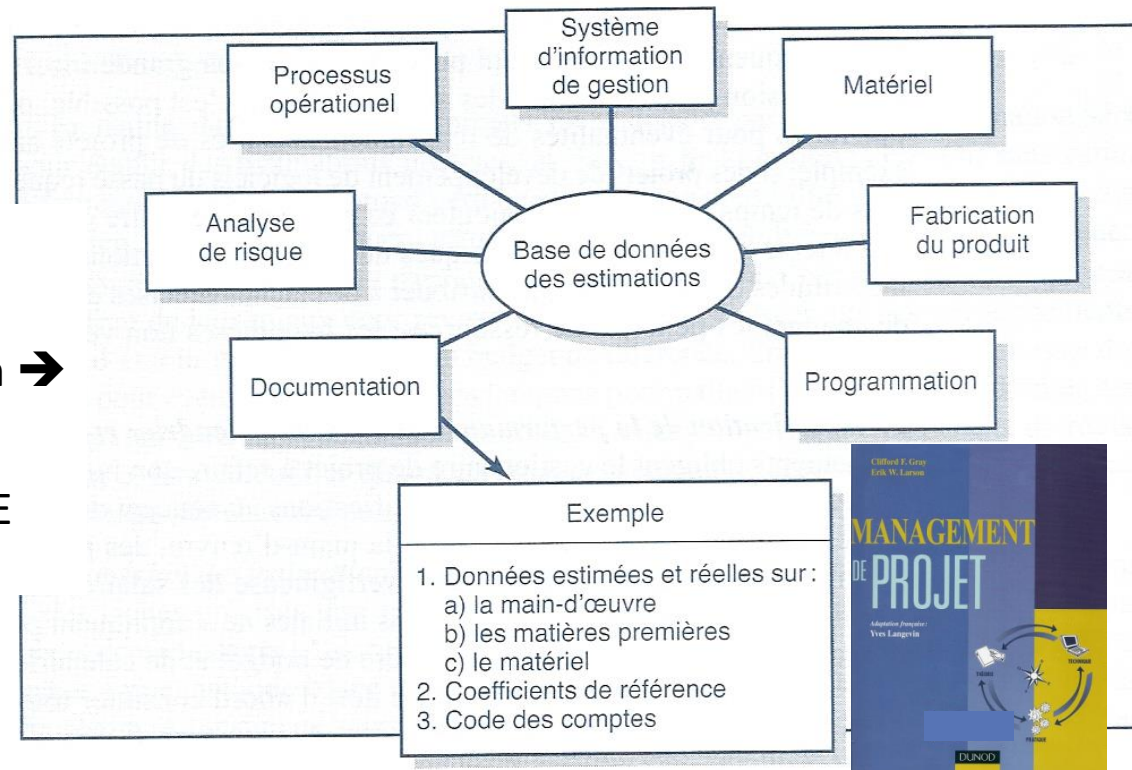 Système
d'information
de gestion
Processus
opérationel
Matériel
Analyse
de risque
Base de données
des estimations
Fabrication
du produit
Documentation
Programmation
➔
E
Exemple
1. Données estimées et réelles sur :
a) la main-d'œuvre
b) les matières premières
c) le matériel
2. Coefficients de référence
3. Code des comptes
Clifford F. Gray
Erik W. Larson
MANAGEMENT
DE PROJET
Adaptation française :
Yves Langevin
TECHNIQUE
PRATIQUE
DUNOD